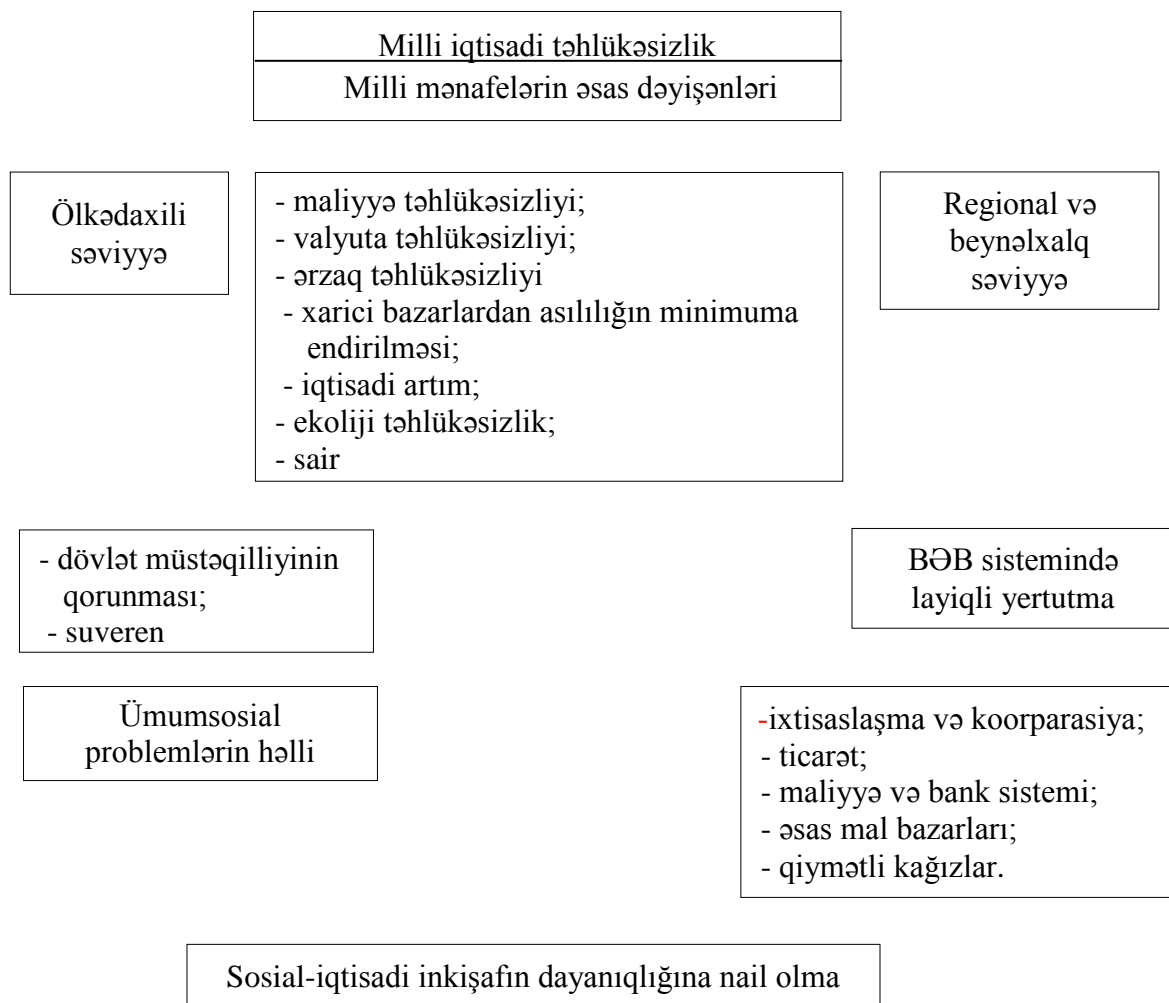 Milli iqtisadi təhlükəsizlik
Milli mənafelərin əsas dəyişənləri
Ölkədaxili
səviyyə
- maliyyə təhlükəsizliyi;
- valyuta təhlükəsizliyi;
- ərzaq təhlükəsizliyi
- xarici bazarlardan asılılığın minimuma
endirilməsi;
- iqtisadi artım;
- ekoliji təhlükəsizlik;
- sair
Regional və
beynəlxalq
səviyyə
- dövlət müstəqilliyinin
qorunması;
- suveren
BƏB sistemində
layiqli yertutma
Ümumsosial
problemlərin həlli
-ixtisaslaşma və koorparasiya;
- ticarət;
- maliyyə və bank sistemi;
- əsas mal bazarları;
- qiymətli kağızlar.
Sosial-iqtisadi inkişafın dayanıqlığına nail olma